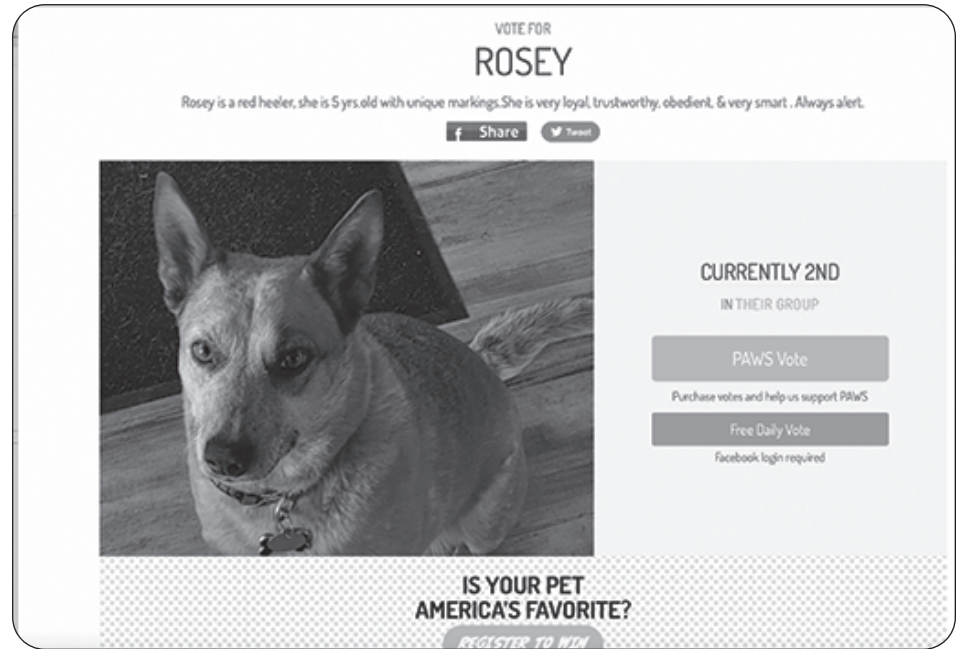 VOTE FOR
ROSEY
Rosey is a red heeler, she is 5 yrs.old with unique markings.She is very loyal, trustworthy, obedient, & very smart . Always alert.
f Share Tweet
CURRENTLY 2ND
IN THEIR GROUP
PAWS Vote
Purchase votes and help us support PAWS
Free Daily Vote
Facebook login required
IS YOUR PET
AMERICA'S FAVORITE?
REGISTER TO WIN